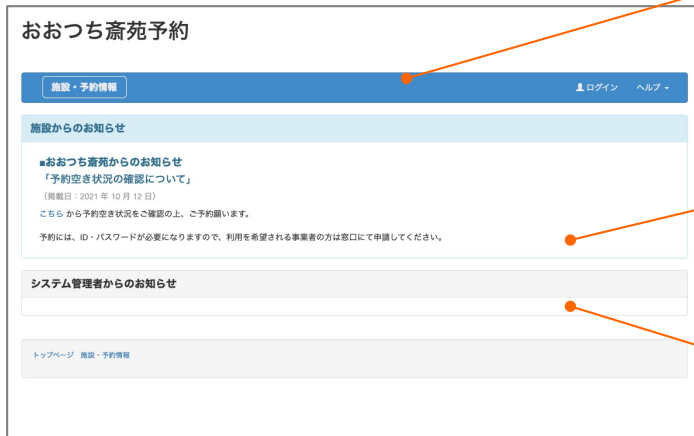 おおつち斎苑予約
施設・予約情報 ログイン ヘルプ
施設からのお知らせ
■おおつち斎苑からのお知らせ
「予約空き状況の確認について」
（掲載日：2021 年 10 月 12 日）
こちら から予約空き状況をご確認の上、ご予約願います。
予約には、ID・パスワードが必要になりますので、利用を希望される事業者の方は窓口にて申請してください。
システム管理者からのお知らせ
トップページ 施設・予約情報